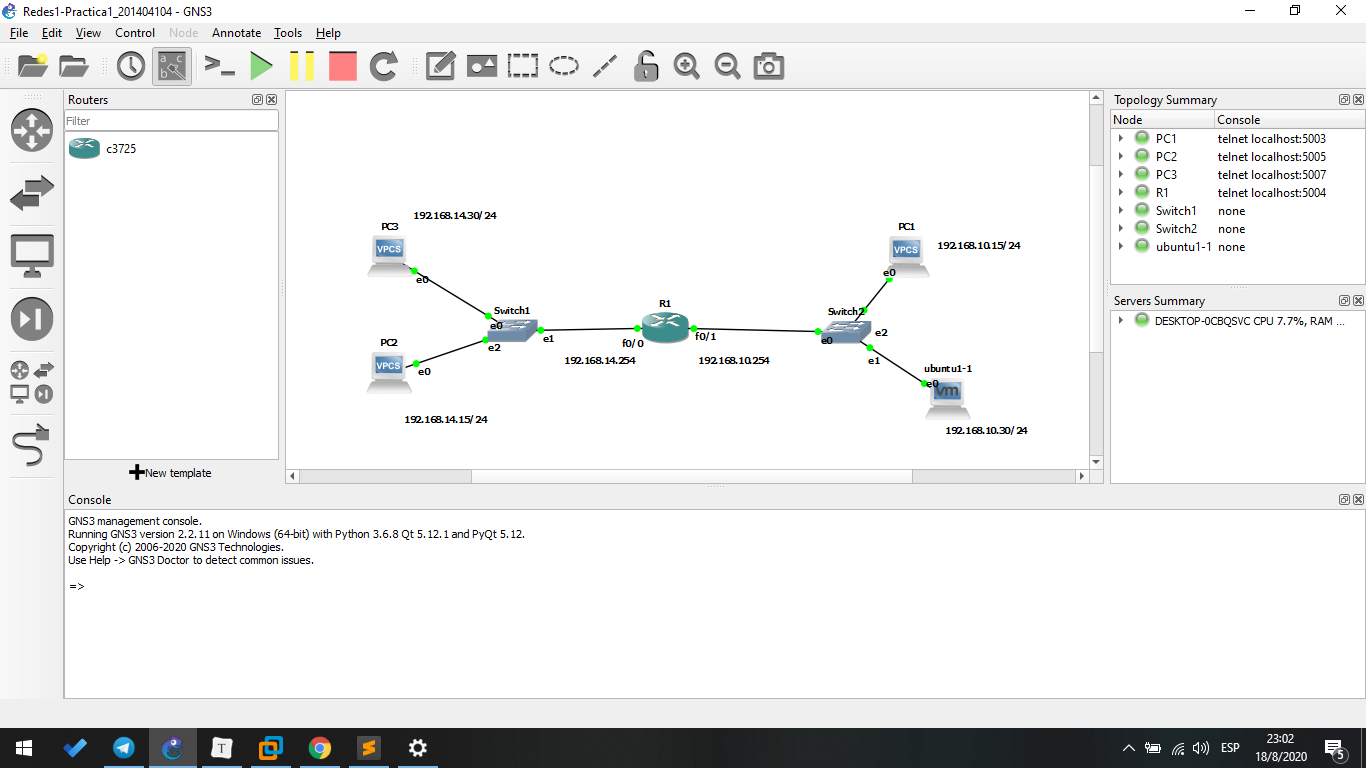 Redes1-Practica1_201404104 - GNS3
File Edit View Control Node Annotate Tools Help
Routers
Filter
c3725
New template
192.168.14.30/24
PC3
VPCS
e0
Switch1
e0
e2
e1
PC2
VPCS
e0
192.168.14.15/24
R1
f0/0
f0/1
192.168.14.254
192.168.10.254
PC1
VPCS
192.168.10.15/24
e0
Switch2
e2
e0
e1
ubuntu1-1
e0
vm
192.168.10.30/24
Topology Summary
Node Console
PC1 telnet localhost:5003
PC2 telnet localhost:5005
PC3 telnet localhost:5007
R1 telnet localhost:5004
Switch1 none
Switch2 none
ubuntu1-1 none
Servers Summary
DESKTOP-0CBQSVC CPU 7.7%, RAM ...
Console
GNS3 management console.
Running GNS3 version 2.2.11 on Windows (64-bit) with Python 3.6.8 Qt 5.12.1 and PyQt 5.12.
Copyright (c) 2006-2020 GNS3 Technologies.
Use Help -> GNS3 Doctor to detect common issues.
=>
T
ESP
23:02
18/8/2020
5